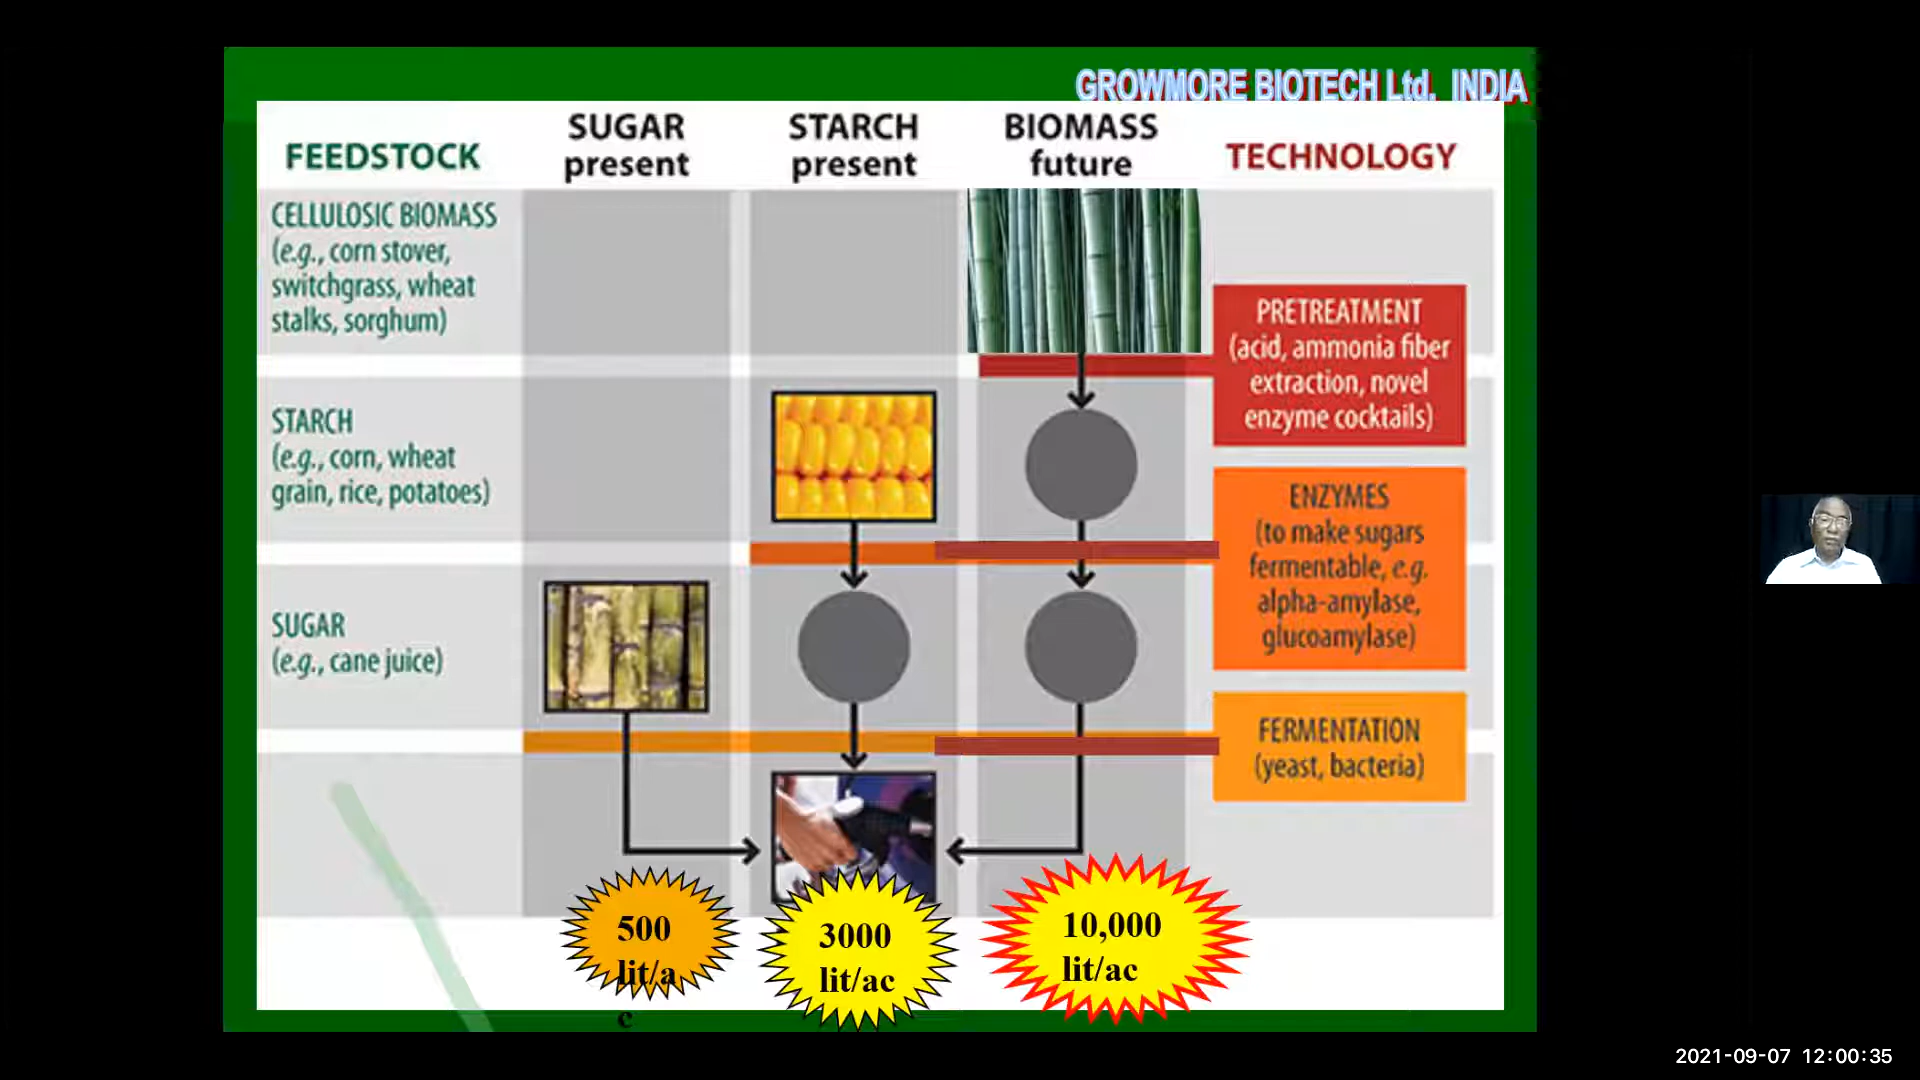 GROWMORE BIOTECH Ltd. INDIA
FEEDSTOCK
SUGAR
present
STARCH
present
BIOMASS
future
TECHNOLOGY
CELLULOSIC BIOMASS
(e.g., corn stover,
switchgrass, wheat
stalks, sorghum)
PRETREATMENT
(acid, ammonia fiber
extraction, novel
enzyme cocktails)
STARCH
(e.g., corn, wheat
grain, rice, potatoes)
ENZYMES
(to make sugars
fermentable, e.g.
alpha-amylase,
glucoamylase)
SUGAR
(e.g., cane juice)
FERMENTATION
(yeast, bacteria)
500
lit/a
c
3000
lit/ac
10,000
lit/ac
2021-09-07 12:00:35